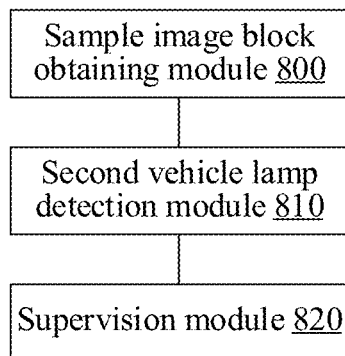 Sample image block
obtaining module 800
Second vehicle lamp
detection module 810
Supervision module 820